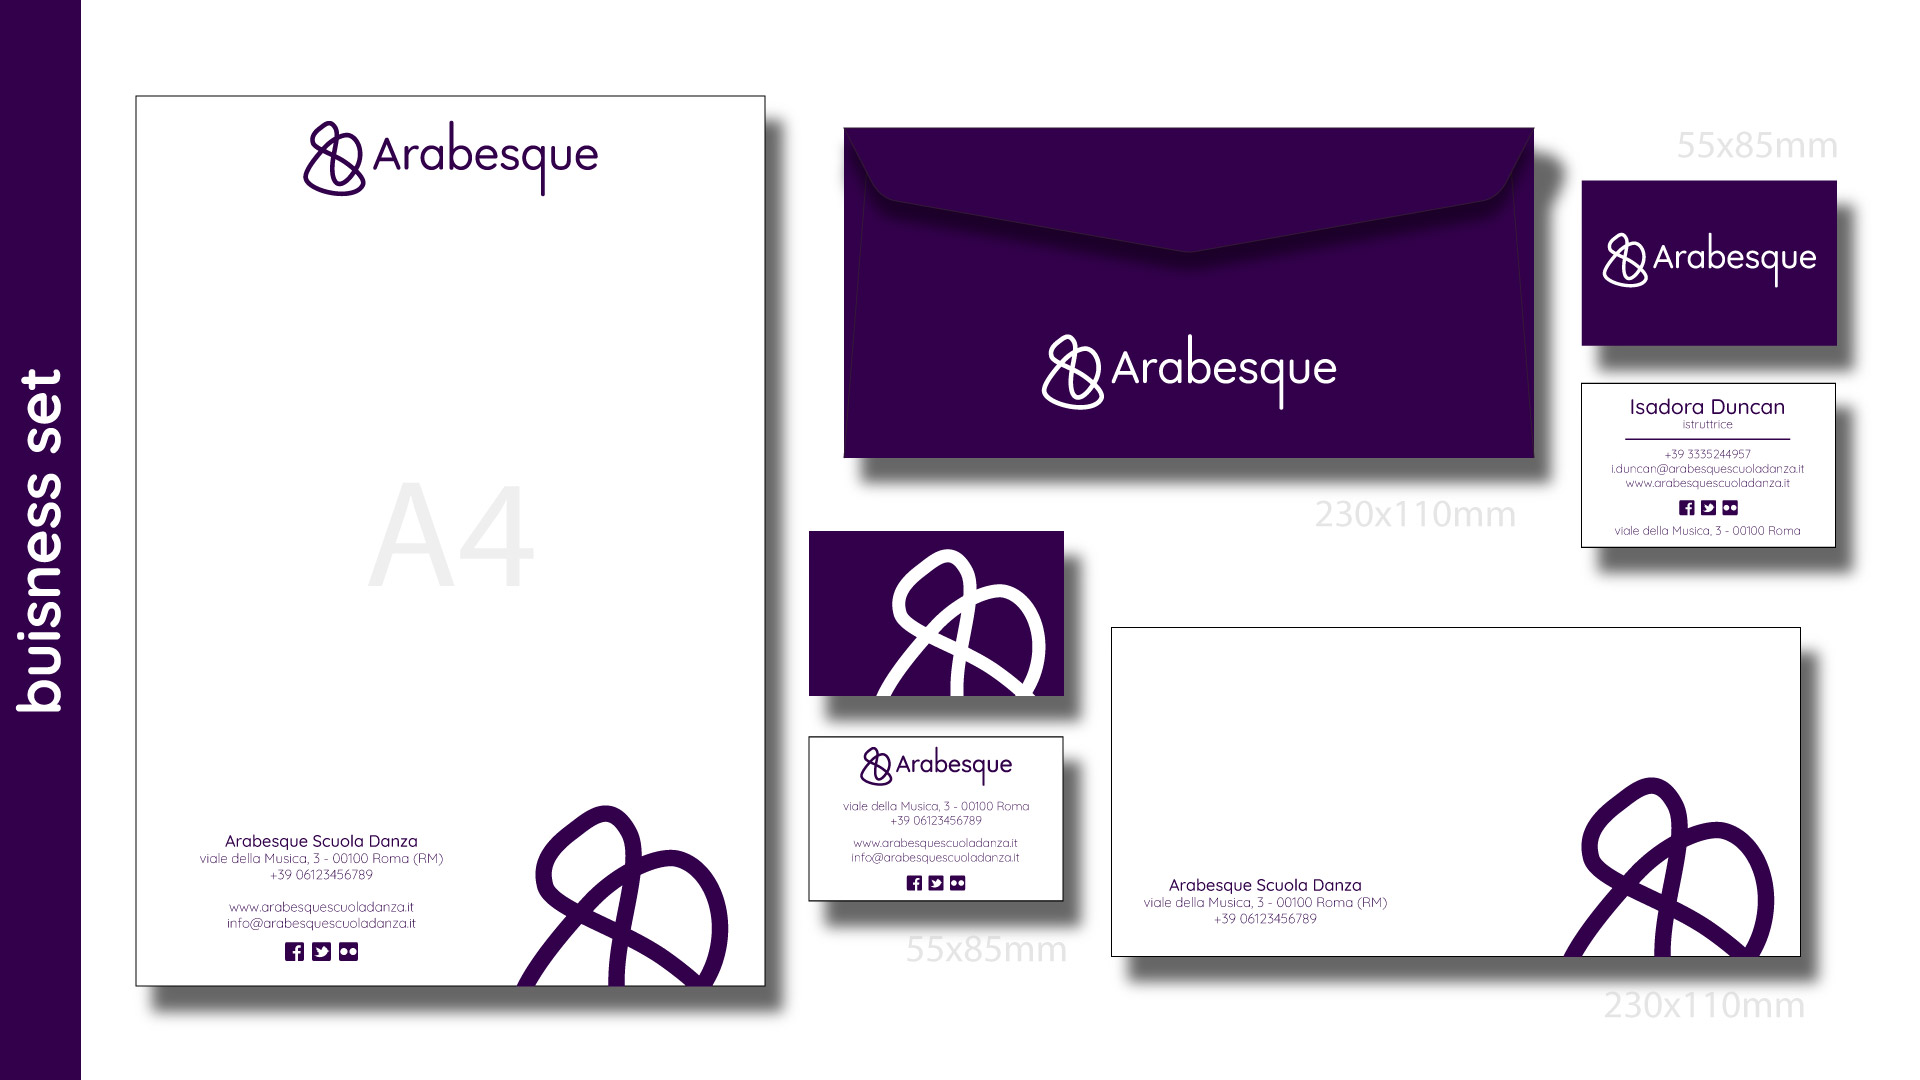 buisness set
Arabesque
A4
Arabesque Scuola Danza
viale della Musica, 3 - 00100 Roma (RM)
+39 06123456789
www.arabesquescuoladanza.it
info@arabesquescuoladanza.it
Arabesque
230x110mm
55x85mm
Arabesque
Isadora Duncan
istruttrice
+39 3335244957
i.duncan@arabesquescuoladanza.it
www.arabesquescuoladanza.it
viale della Musica, 3 - 00100 Roma
Arabesque
viale della Musica, 3 - 00100 Roma
+39 06123456789
www.arabesquescuoladanza.it
info@arabesquescuoladanza.it
55x85mm
Arabesque Scuola Danza
viale della Musica, 3 - 00100 Roma (RM)
+39 06123456789
230x110mm